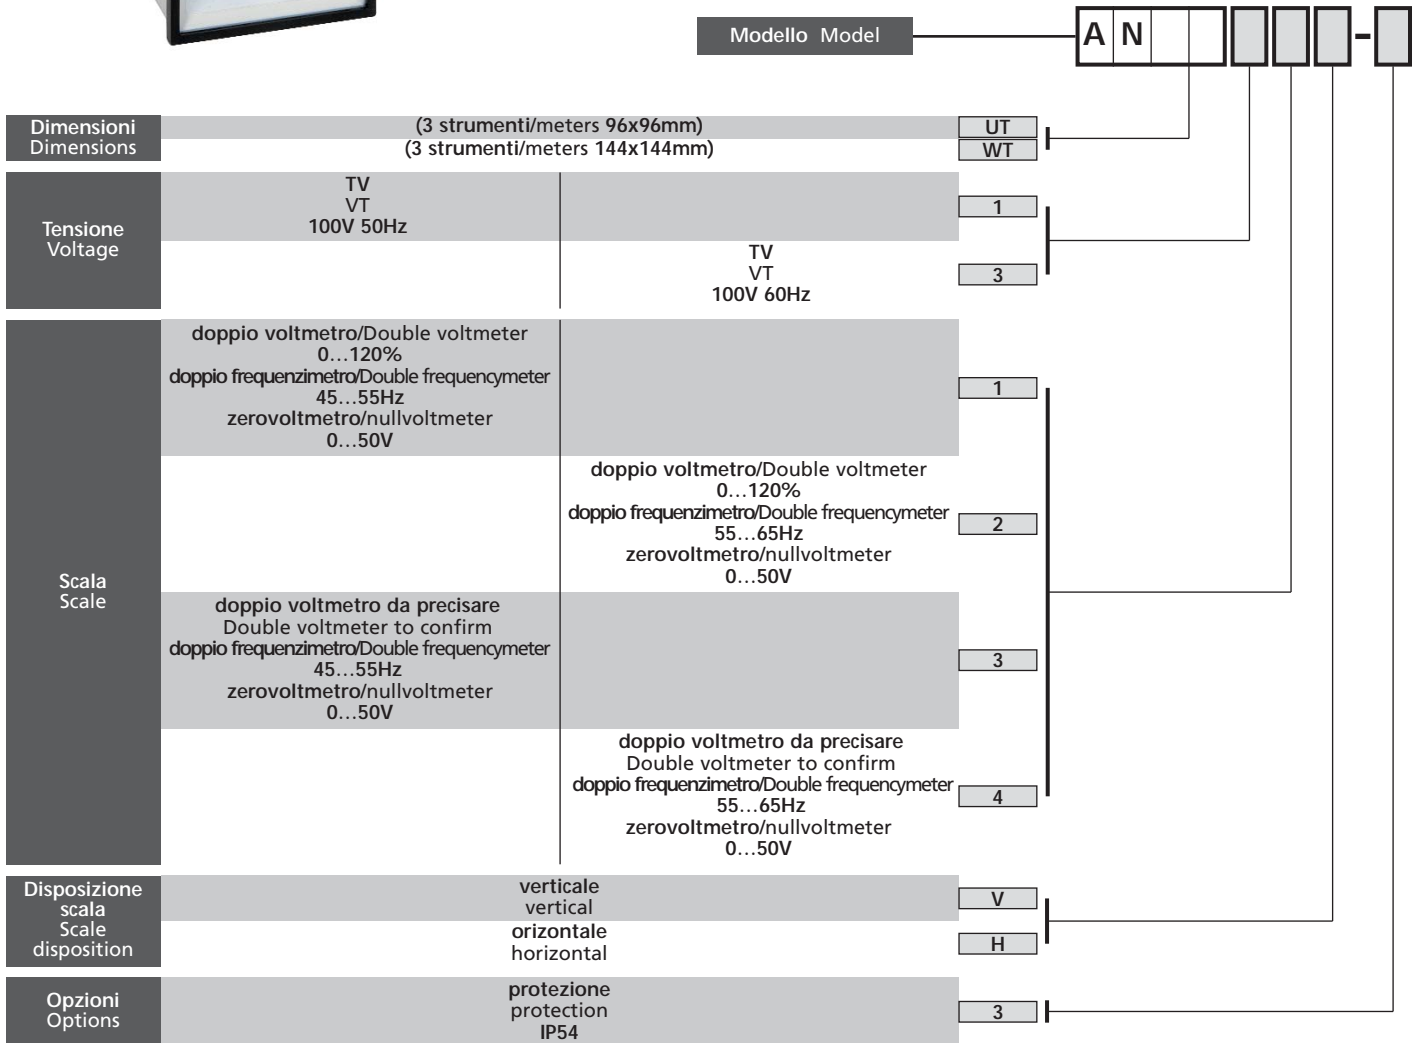 Modello Model
A N -
Dimensioni
Dimensions
(3 strumenti/meters 96x96mm)
UT
(3 strumenti/meters 144x144mm)
WT
Tensione
Voltage
TV
VT
100V 50Hz
1
TV
VT
100V 60Hz
3
Scala
Scale
doppio voltmetro/Double voltmeter
0...120%
doppio frequenzimetro/Double frequencymeter
45...55Hz
zerovoltmetro/nullvoltmeter
0...50V
1
doppio voltmetro/Double voltmeter
0...120%
doppio frequenzimetro/Double frequencymeter
55...65Hz
zerovoltmetro/nullvoltmeter
0...50V
2
doppio voltmetro da precisare
Double voltmeter to confirm
doppio frequenzimetro/Double frequencymeter
45...55Hz
zerovoltmetro/nullvoltmeter
0...50V
3
doppio voltmetro da precisare
Double voltmeter to confirm
doppio frequenzimetro/Double frequencymeter
55...65Hz
zerovoltmetro/nullvoltmeter
0...50V
4
Disposizione
scala
Scale
disposition
verticale
vertical
V
orizontale
horizontal
H
Opzioni
Options
protezione
protection
IP54
3